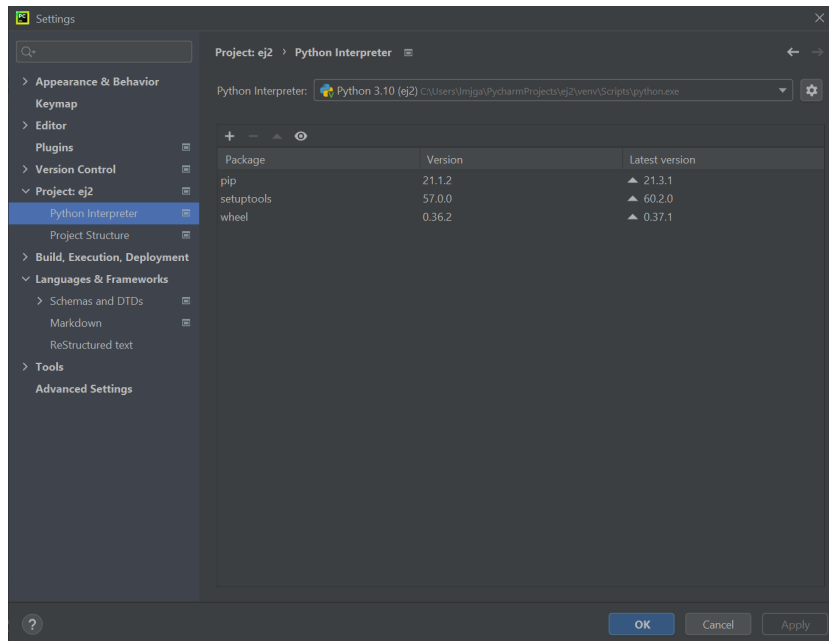 PC
Settings
Project: ej2 > Python Interpreter
Appearance & Behavior
Keymap
Editor
Plugins
Version Control
Project: ej2
Python Interpreter
Project Structure
Build, Execution, Deployment
Languages & Frameworks
Schemas and DTDs
Markdown
ReStructured text
Tools
Advanced Settings
Python Interpreter: Python 3.10 (ej2) C:\Users\lmjga\PycharmProjects\ej2\venv\Scripts\python.exe
Package Version Latest version
pip 21.1.2 21.3.1
setuptools 57.0.0 60.2.0
wheel 0.36.2 0.37.1
?
OK Cancel Apply